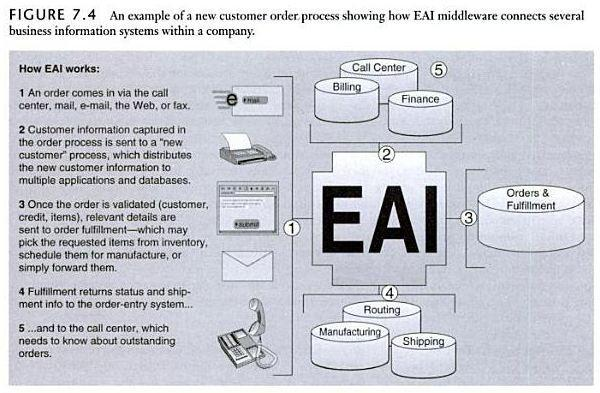 FIGURE 7.4 An example of a new customer order process showing how EAI middleware connects several
business information systems within a company.
How EAI works:
1 An order comes in via the call
center, mail, e-mail, the Web, or fax.
2 Customer information captured in
the order process is sent to a "new
customer" process, which distributes
the new customer information to
multiple applications and databases.
3 Once the order is validated (customer,
credit, items), relevant details are
sent to order fulfillment—which may
pick the requested items from inventory,
schedule them for manufacture, or
simply forward them.
4 Fulfillment returns status and ship-
ment info to the order-entry system...
5 ...and to the call center, which
needs to know about outstanding
orders.
e mail
submit
1
Call Center
5
Billing
Finance
2
EAI
3
Orders &
Fulfillment
4
Routing
Manufacturing
Shipping